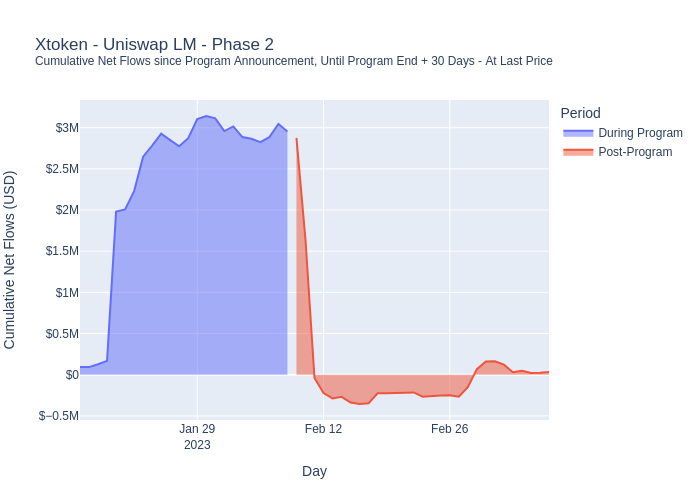 Xtoken - Uniswap LM - Phase 2
Cumulative Net Flows since Program Announcement, Until Program End + 30 Days - At Last Price
Period
During Program
Post-Program
Cumulative Net Flows (USD)
$3M
$2.5M
$2M
$1.5M
$1M
$0.5M
$0
$−0.5M
Jan 29
2023
Feb 12
Feb 26
Day